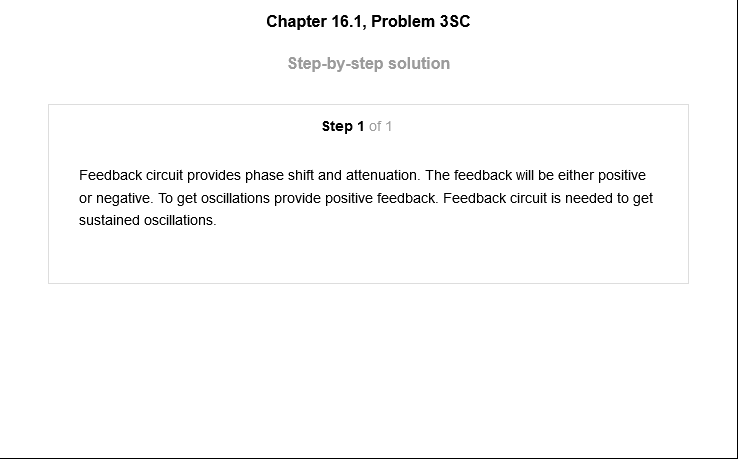 Chapter 16.1, Problem 3SC
Step-by-step solution
Step 1 of 1
Feedback circuit provides phase shift and attenuation. The feedback will be either positive
or negative. To get oscillations provide positive feedback. Feedback circuit is needed to get
sustained oscillations.